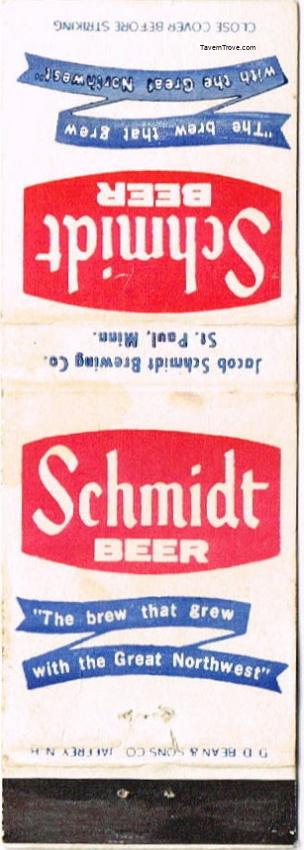 CLOSE COVER BEFORE STRIKING
TavernTrove.com
"The brew that grew
with the Great Northwest"
Schmidt
BEER
Jacob Schmidt Brewing Co.
St. Paul, Minn.
Schmidt
BEER
"The brew that grew
with the Great Northwest"
D. D. BEAN & SONS CO. JAFFREY, N. H.